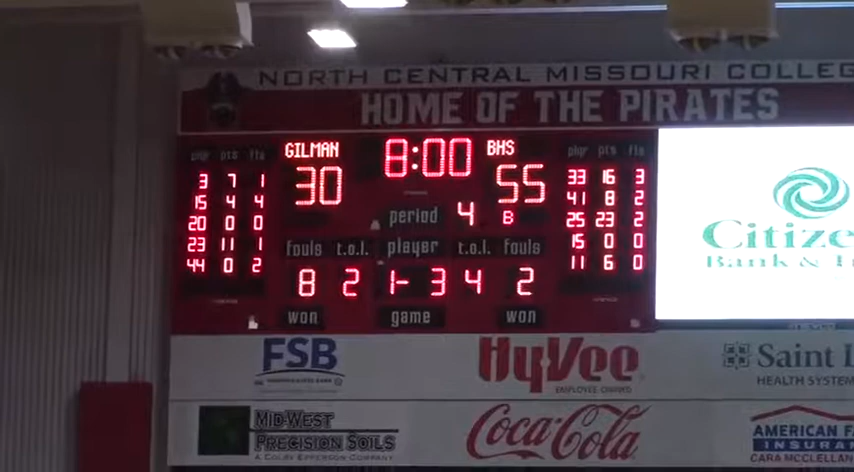 NORTH CENTRAL MISSOURI COLLEGE
HOME OF THE PIRATES
plyr pts fls GILMAN 8:00 BHS plyr pts fls
30 55
3 7 1 33 16 3
15 4 4 41 8 2
20 0 0 period 4 B 25 23 2
23 11 1 fouls t.o.l. player t.o.l. fouls 15 0 0
44 0 2 8 2 1-3 4 2 11 6 0
won game won
Citize
Bank &
FSB
HyVee
EMPLOYEE OWNED
Saint L
HEALTH SYSTEM
MID-WEST
PRECISION SOILS
A COLBY EPPERSON COMPANY
Coca-Cola
AMERICAN FA
INSURAN
CARA MCCLELLAN